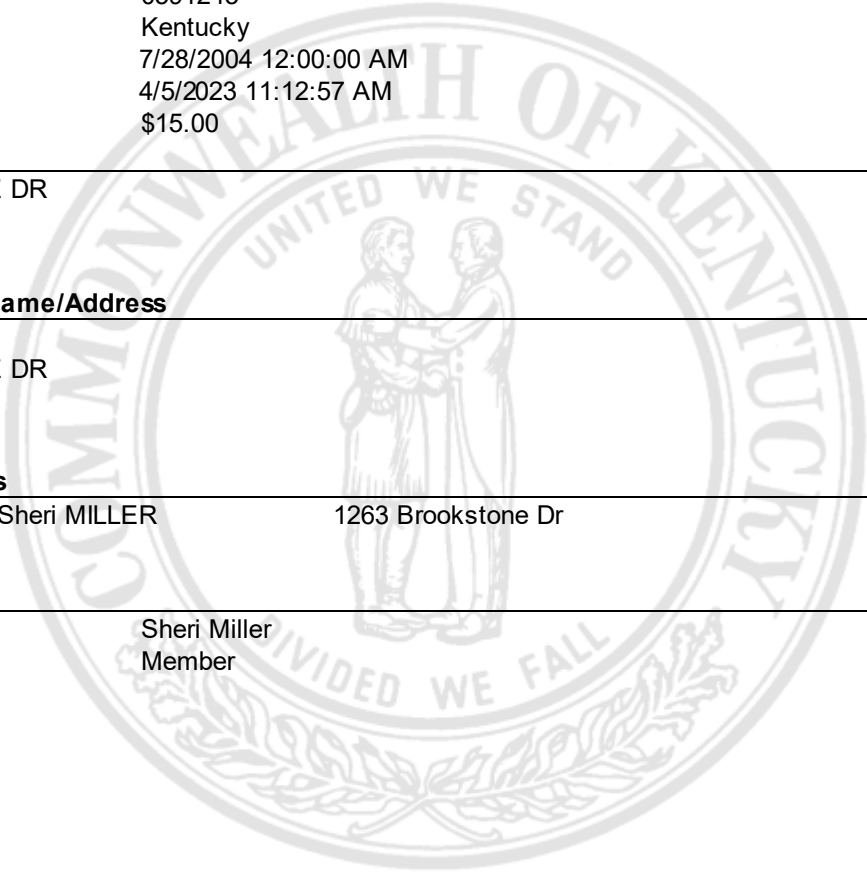 Kentucky
7/28/2004 12:00:00 AM
4/5/2023 11:12:57 AM
$15.00
DR
ame/Address
DR
s
Sheri MILLER 1263 Brookstone Dr
Sheri Miller
Member
COMMONWEALTH OF KENTUCKY
UNITED WE STAND
DIVIDED WE FALL